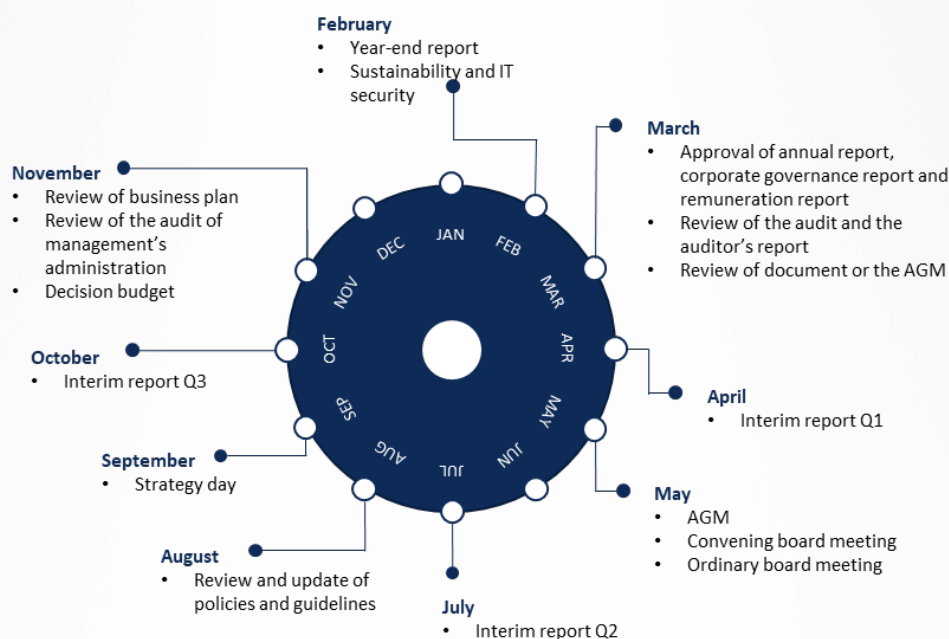 February
• Year-end report
• Sustainability and IT
security
March
• Approval of annual report,
corporate governance report and
remuneration report
• Review of the audit and the
auditor's report
• Review of document or the AGM
April
• Interim report Q1
May
• AGM
• Convening board meeting
• Ordinary board meeting
July
• Interim report Q2
August
• Review and update of
policies and guidelines
September
• Strategy day
October
• Interim report Q3
November
• Review of business plan
• Review of the audit of
management's
administration
• Decision budget
JAN
FEB
MAR
APR
MAY
JUN
JUL
AUG
SEP
OCT
NOV
DEC